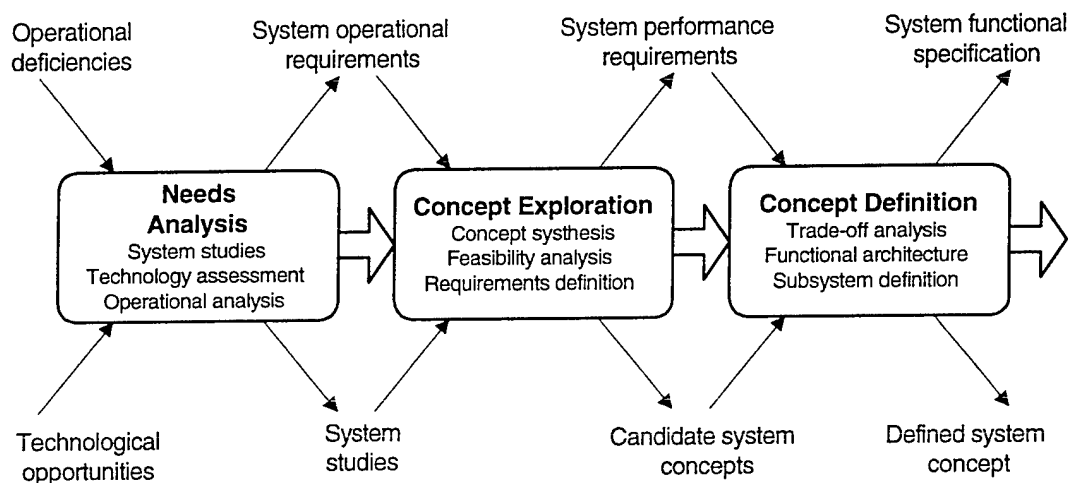 Operational
deficiencies
System operational
requirements
System performance
requirements
System functional
specification
Needs
Analysis
System studies
Technology assessment
Operational analysis
Concept Exploration
Concept systhesis
Feasibility analysis
Requirements definition
Concept Definition
Trade-off analysis
Functional architecture
Subsystem definition
Technological
opportunities
System
studies
Candidate system
concepts
Defined system
concept